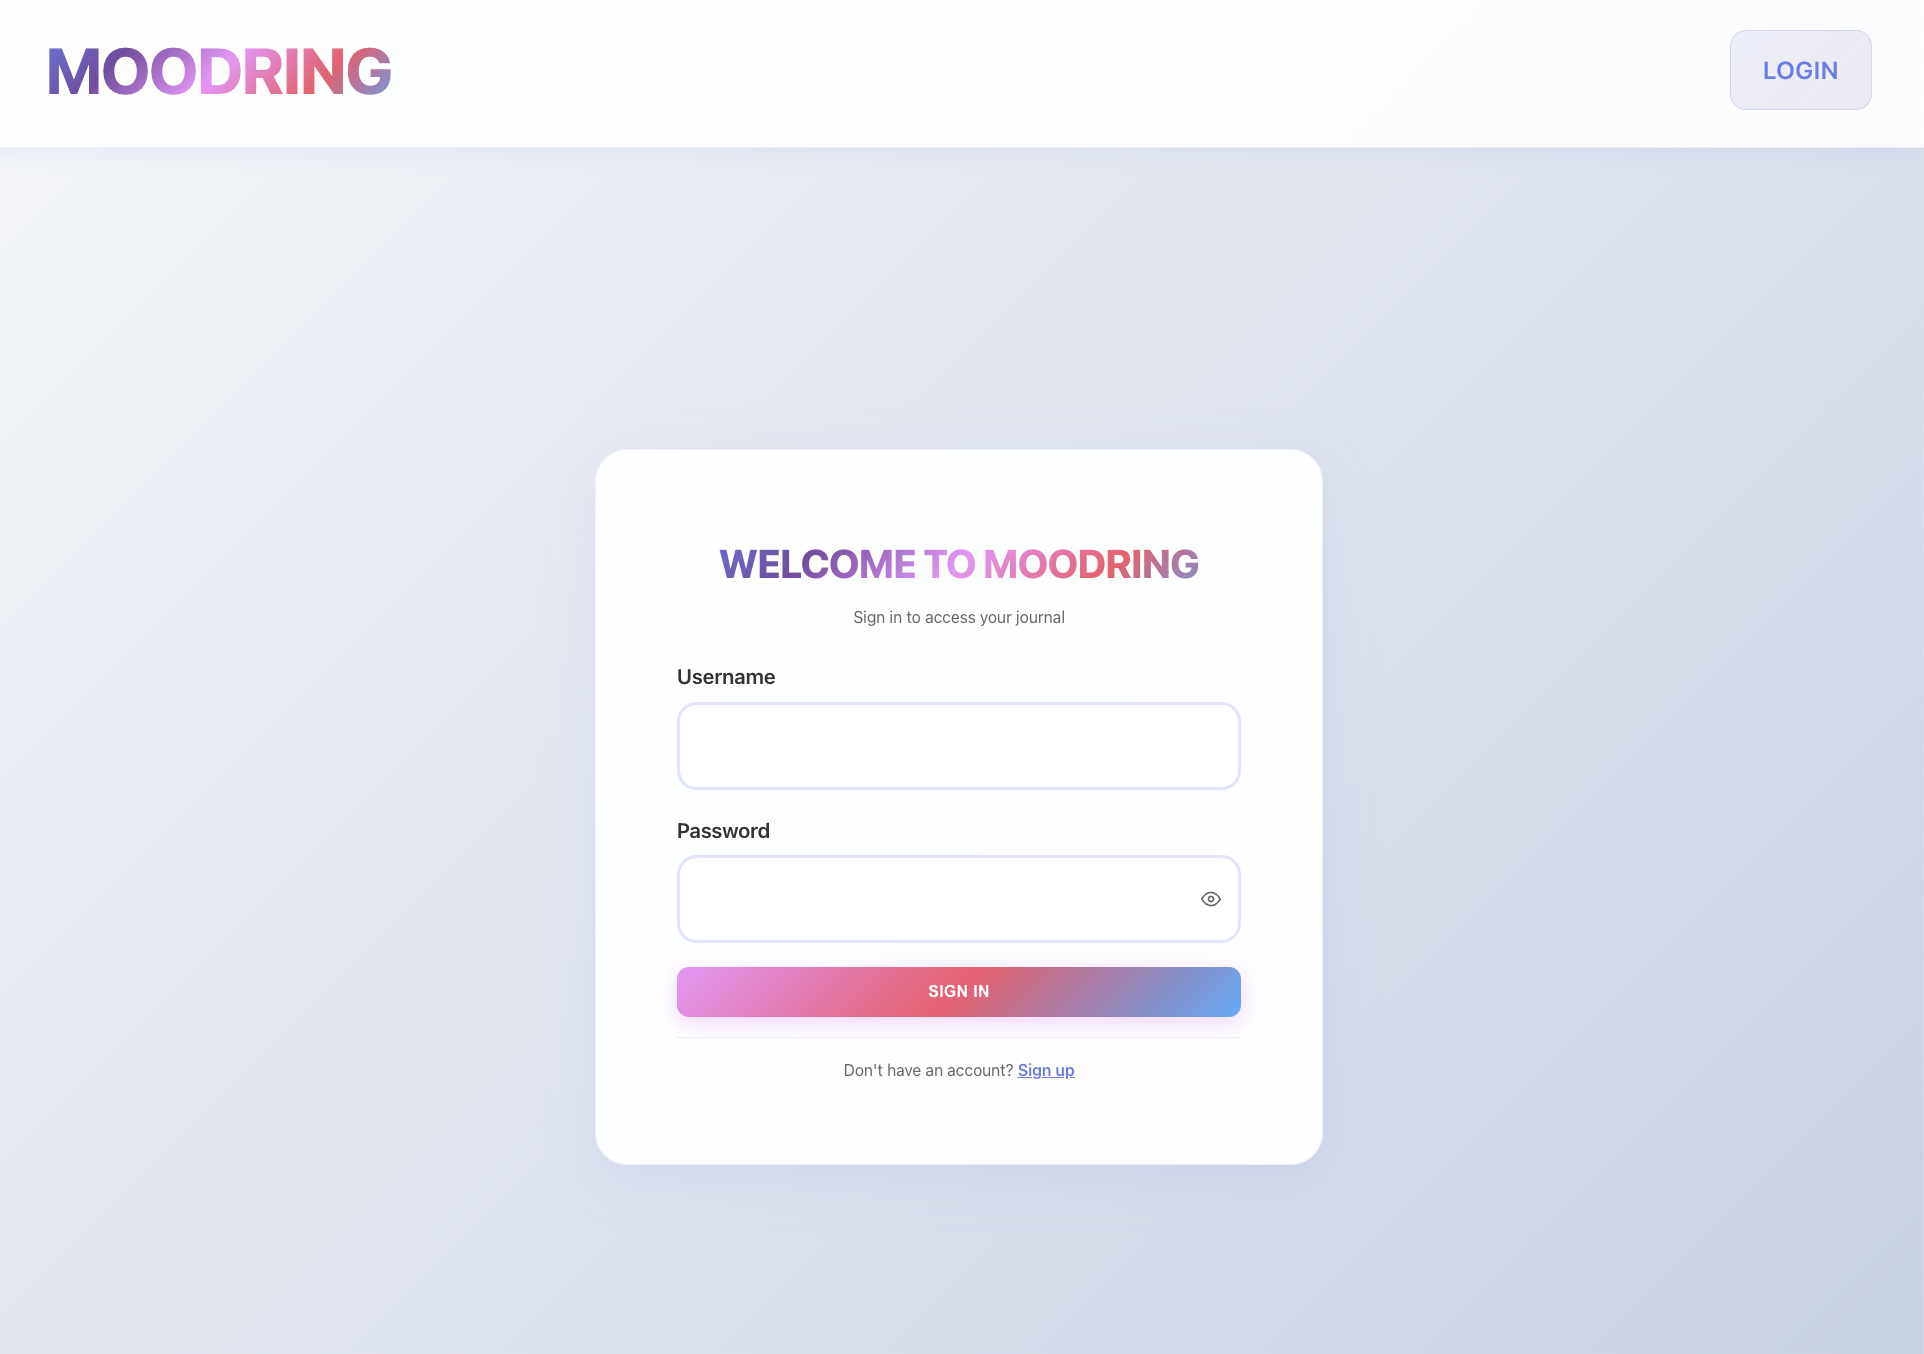 MOODRING
LOGIN
WELCOME TO MOODRING
Sign in to access your journal
Username
Password
SIGN IN
Don't have an account? Sign up